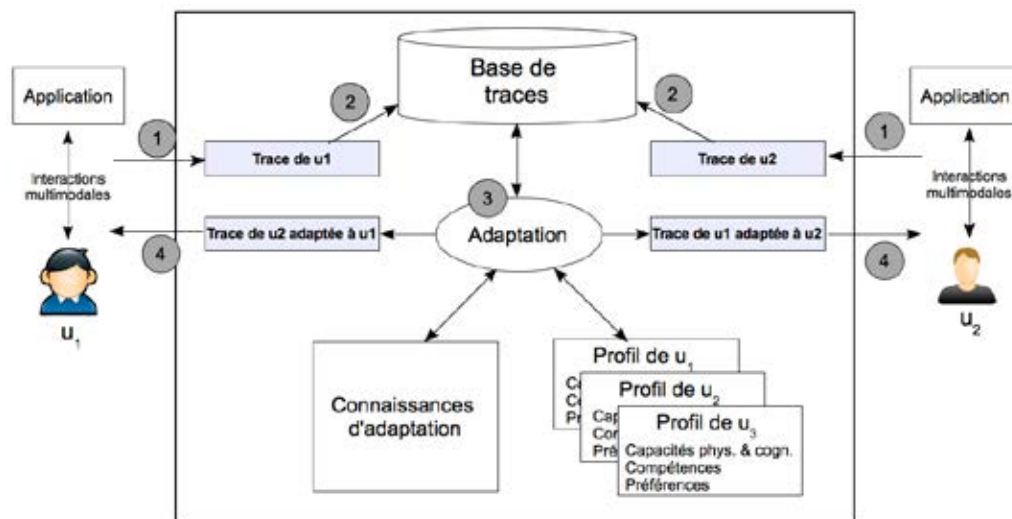 Base de
traces
Application
Application
2
2
1
1
Trace de u1
Trace de u2
Interactions
multimodales
Interactions
multimodales
3
Trace de u2 adaptée à u1
Adaptation
Trace de u1 adaptée à u2
4
4
u1
u2
Connaissances
d'adaptation
Profil de u1
Profil de u2
Profil de u3
Capacités phys. & cogn.
Compétences
Préférences